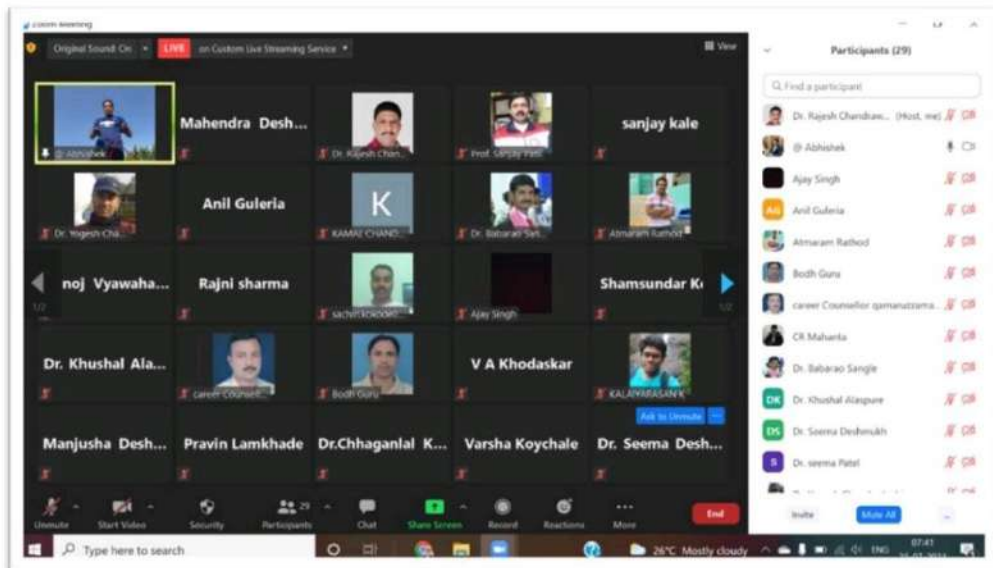 Zoom Meeting
Original Sound: On
LIVE on Custom Live Streaming Service
View
@ Abhishek
Mahendra Desh...
Dr. Rajesh Chan...
Prof. Sanjay Patil
sanjay kale
Dr. Yogesh Cha...
Anil Guleria
K
KAMAL CHAND...
Dr. Babarao San...
Atmaram Rathod
noj Vyawaha...
Rajni sharma
Ajay Singh
Shamsundar K
1/2
1/2
Dr. Khushal Ala...
career Counsell...
Bodh Guru
V A Khodaskar
KALAIYARASAN K
Ask to Unmute ...
Manjusha Desh...
Pravin Lamkhade
Dr.Chhaganlal K...
Varsha Koychale
Dr. Seema Desh...
Unmute
Start Video
Security
Participants 29
Chat
Share Screen
Record
Reactions
More
End
Participants (29)
Find a participant
Dr. Rajesh Chandraw... (Host, me)
@ Abhishek
Ajay Singh
AG Anil Guleria
Atmaram Rathod
Bodh Guru
career Counsellor qamanuzzama...
CR Mahanta
Dr. Babarao Sangle
DK Dr. Khushal Alaspure
DS Dr. Seema Deshmukh
S Dr. seema Patel
Invite
Mute All
...
Type here to search
26°C Mostly cloudy
ENG
07:41